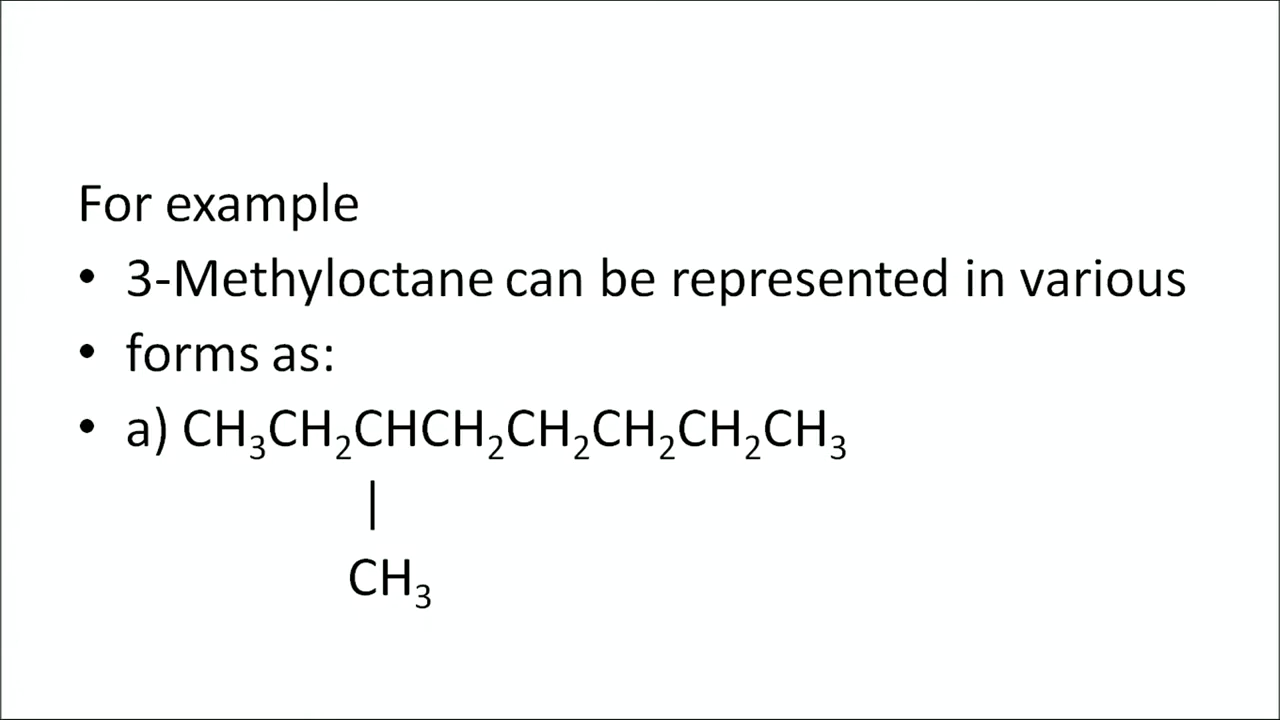 For example
• 3-Methyloctane can be represented in various
• forms as:
• a) CH₃CH₂CHCH₂CH₂CH₂CH₂CH₃
|
CH₃